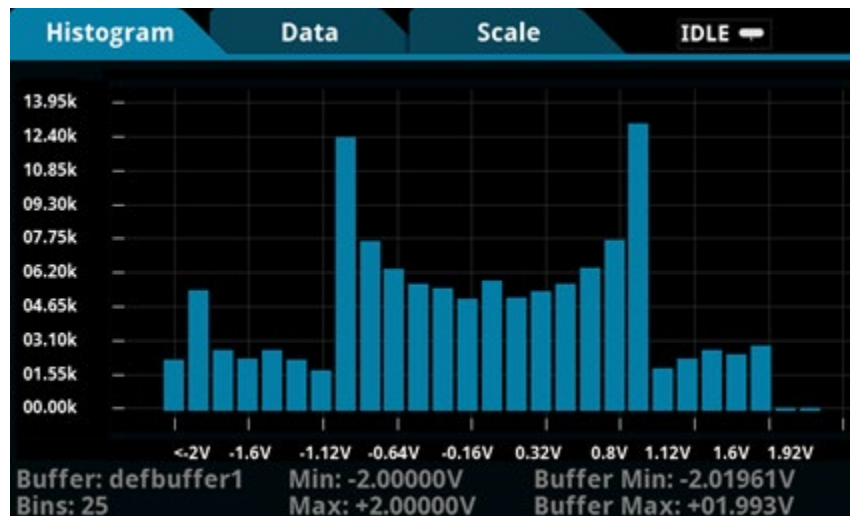 Histogram Data Scale IDLE
13.95k
12.40k
10.85k
09.30k
07.75k
06.20k
04.65k
03.10k
01.55k
00.00k
<-2V -1.6V -1.12V -0.64V -0.16V 0.32V 0.8V 1.12V 1.6V 1.92V
Buffer: defbuffer1 Min: -2.00000V Buffer Min: -2.01961V
Bins: 25 Max: +2.00000V Buffer Max: +01.993V